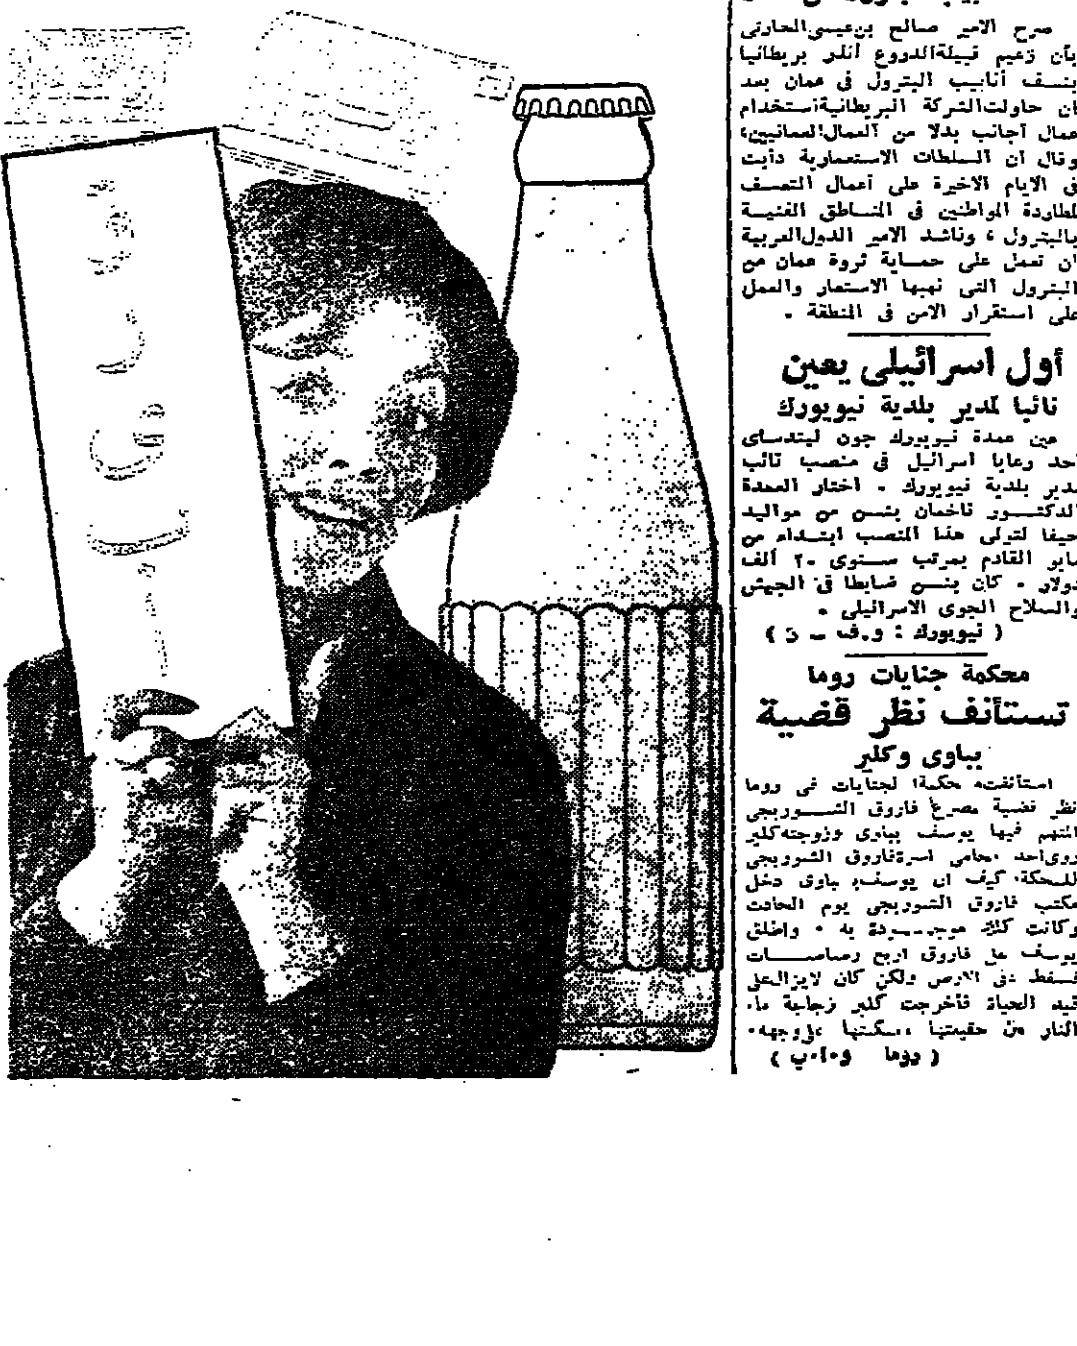 صرح الامير صالح بن عيسى الحارثى
بأن زعيم قبيلة الدروع أنذر بريطانيا
بنسف أنابيب البترول فى عمان بعد
ان حاولت الشركة البريطانية استخدام
عمال أجانب بدلا من العمال العمانيين ،
وقال ان السلطات الاستعمارية دأبت
فى الايام الاخيرة على أعمال التعسف
لمطاردة المواطنين فى المناطق الغنية
بالبترول ، وناشد الامير الدول العربية
ان تعمل على حماية ثروة عمان من
البترول التى نهبها الاستعمار والعمل
على استقرار الامن فى المنطقة .
أول اسرائيلى يعين
نائبا لمدير بلدية نيويورك
عين عمدة نيويورك جون ليندساى
احد رعايا اسرائيل فى منصب نائب
مدير بلدية نيويورك . اختار العمدة
الدكتور ناخمان من مواليد
حيفا لتولى هذا المنصب ابتداء من
مايو القادم بمرتب سنوى ٢٠ ألف
دولار . كان ضابطا فى الجيش
والسلاح الجوى الاسرائيلى .
( نيويورك : و.ف - )
محكمة جنايات روما
تستأنف نظر قضية
بباوى وكلير
استأنفت محكمة الجنايات فى روما
نظر قضية مصرع فاروق الشوربجى
المتهم فيها يوسف بباوى وزوجته كلير
روى احد محامى اسرة فاروق الشوربجى
للمحكمة كيف ان يوسف بباوى دخل
مكتب فاروق الشوربجى يوم الحادث
وكانت كلير موجودة به . واطلق
يوسف على فاروق اربع رصاصات
فسقط على الارض ولكن كان لايزال على
قيد الحياة فأخرجت كلير زجاجة ماء
النار من حقيبتها وسكبتها على وجهه .
( روما و.ا.ب )